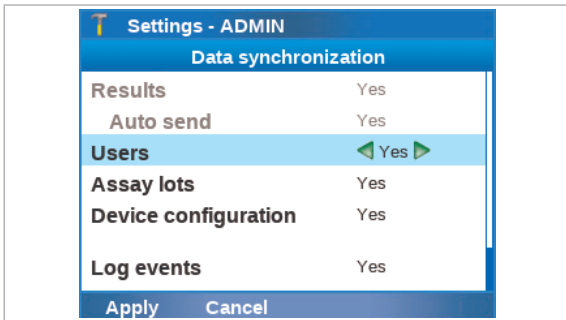 Settings - ADMIN
Data synchronization
Results Yes
Auto send Yes
Users Yes
Assay lots Yes
Device configuration Yes
Log events Yes
Apply Cancel